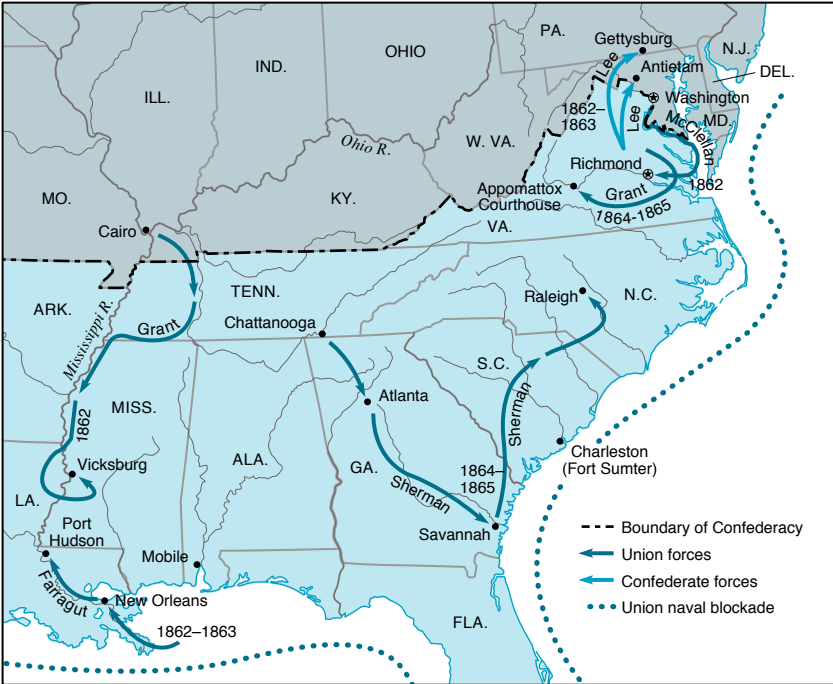 PA.
Gettysburg
N.J.
OHIO
IND.
ILL.
Lee
Antietam
DEL.
Washington
1862–
1863
Lee
McClellan
MD.
W. VA.
Ohio R.
Richmond
1862
MO.
KY.
Appomattox
Courthouse
Grant
1864-1865
VA.
Cairo
ARK.
Mississippi R.
TENN.
Grant
Chattanooga
Raleigh
N.C.
S.C.
Atlanta
Sherman
1862
MISS.
Vicksburg
ALA.
GA.
Sherman
1864–
1865
Charleston
(Fort Sumter)
LA.
Port
Hudson
Mobile
Savannah
Farragut
New Orleans
1862–1863
FLA.
Boundary of Confederacy
Union forces
Confederate forces
Union naval blockade